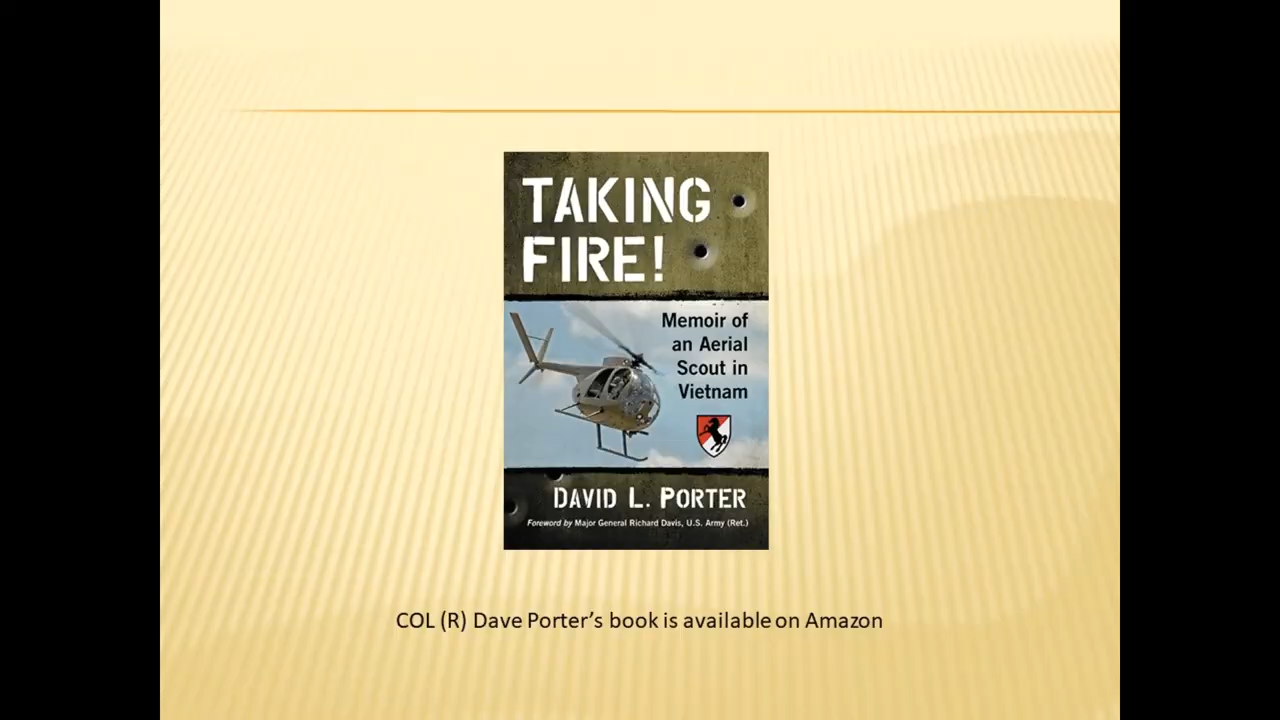 TAKING
FIRE!
Memoir of
an Aerial
Scout in
Vietnam
DAVID L. PORTER
Foreword by Major General Richard Davis, U.S. Army (Ret.)
COL (R) Dave Porter’s book is available on Amazon